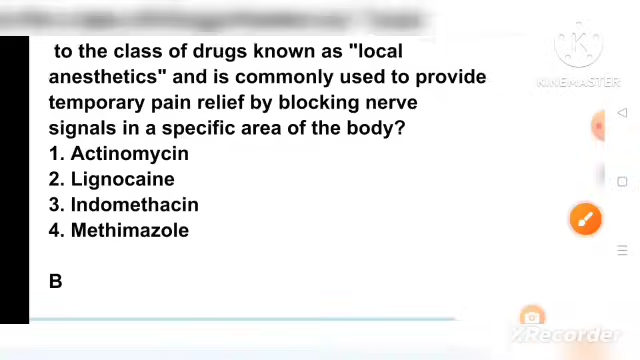 to the class of drugs known as "local
anesthetics" and is commonly used to provide
temporary pain relief by blocking nerve
signals in a specific area of the body?
1. Actinomycin
2. Lignocaine
3. Indomethacin
4. Methimazole
B
K
KINEMASTER
XRecorder